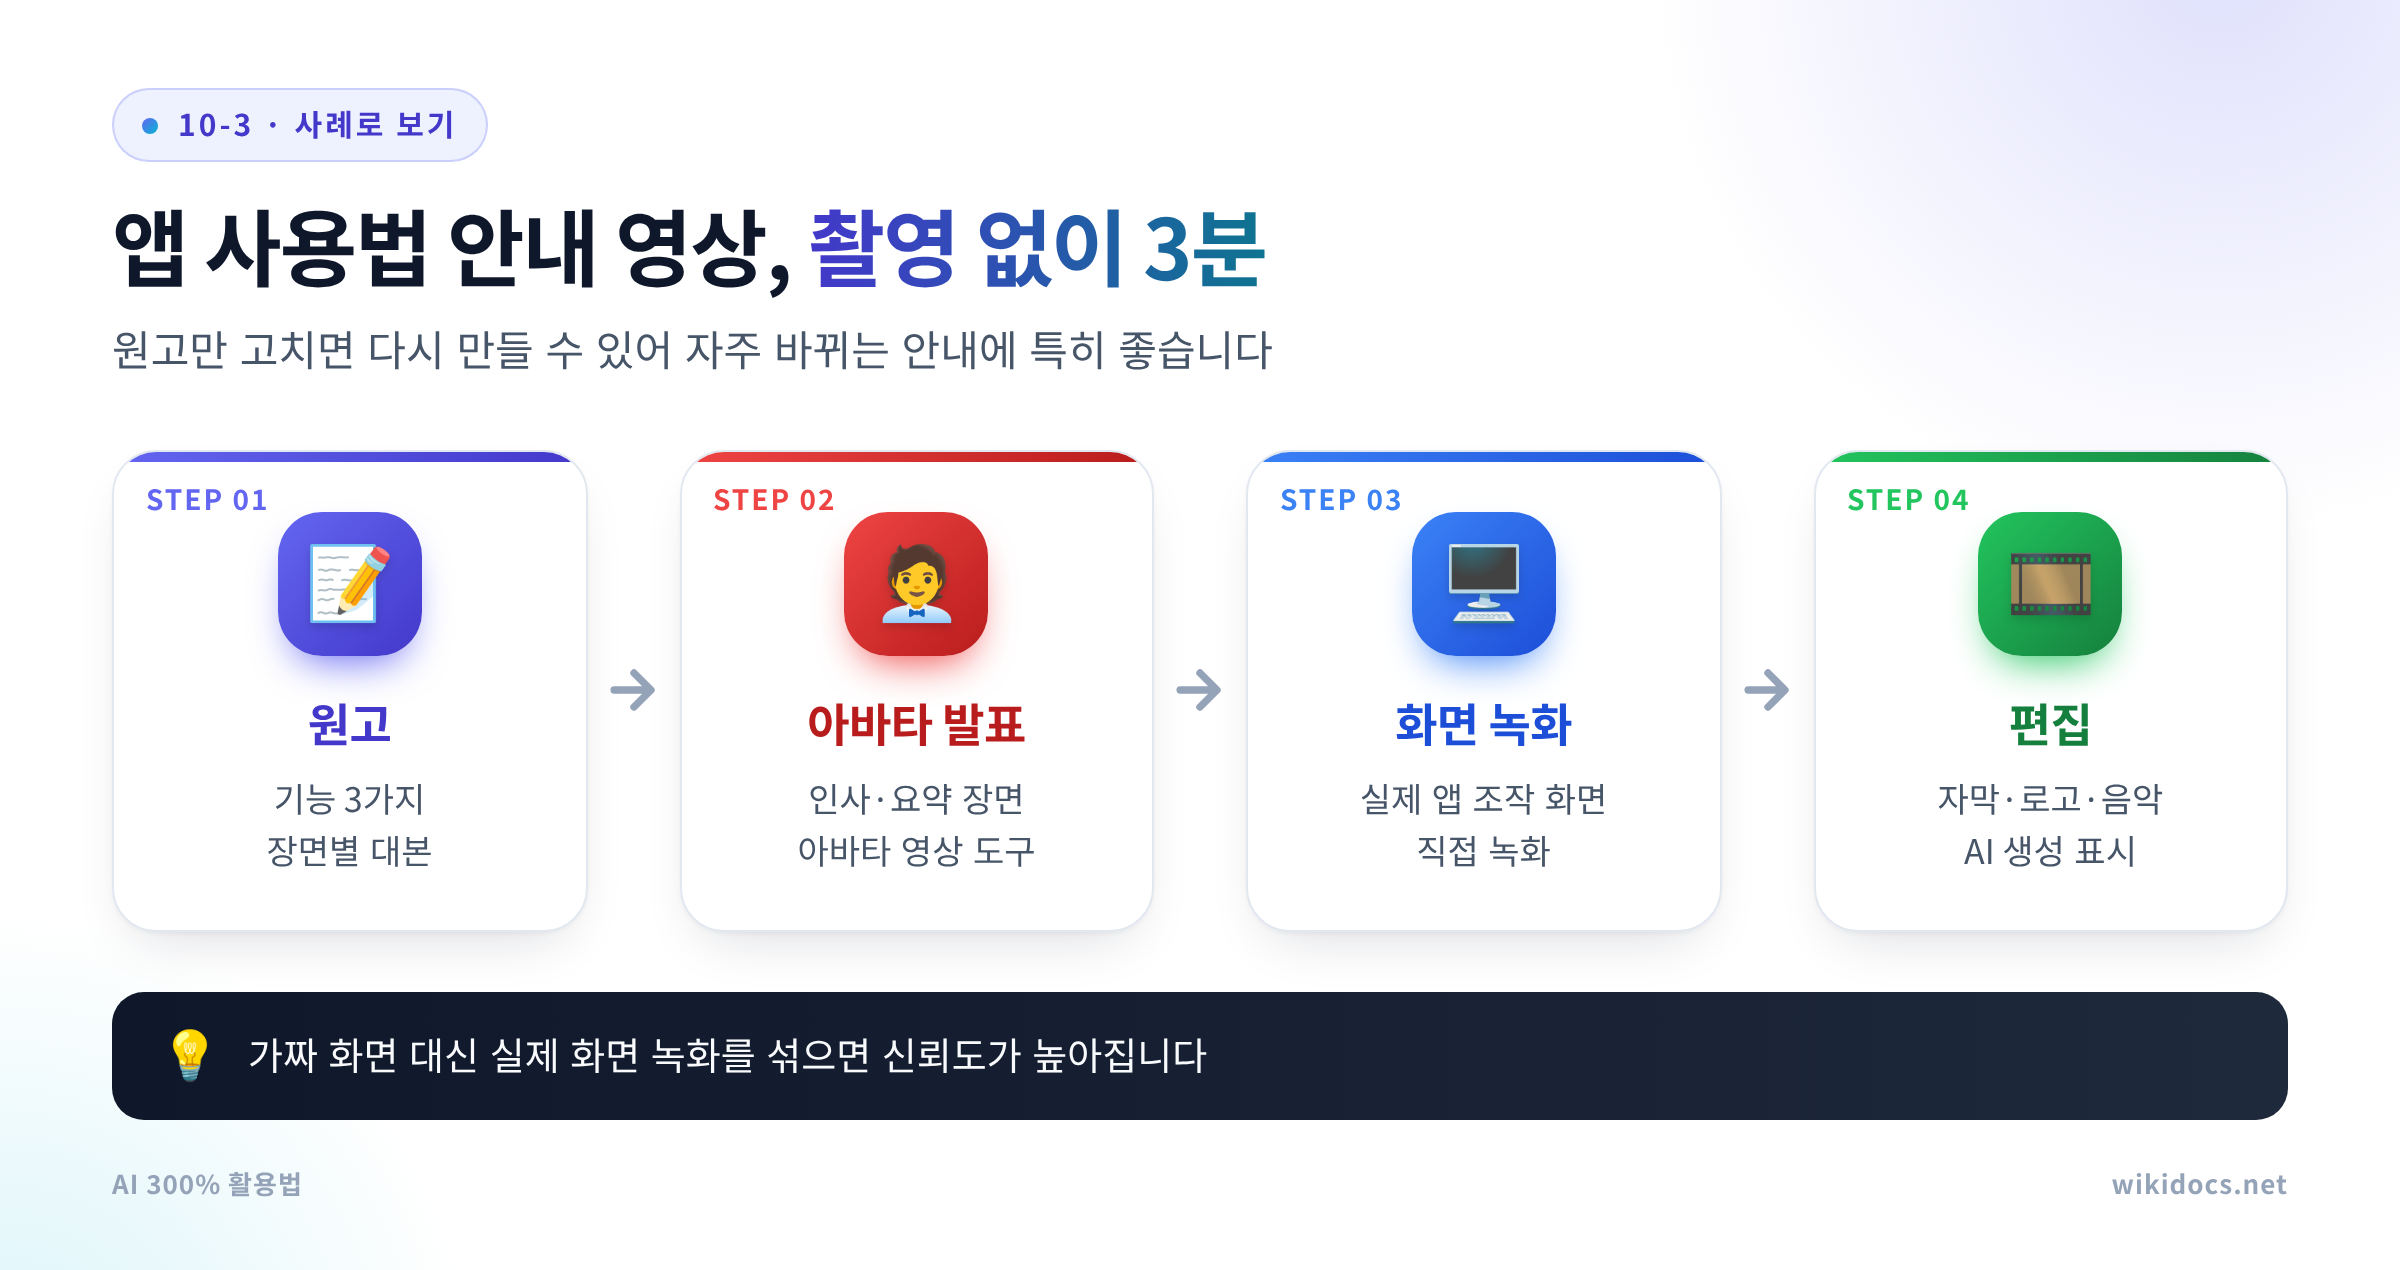 10-3 · 사례로 보기
앱 사용법 안내 영상, 촬영 없이 3분
원고만 고치면 다시 만들 수 있어 자주 바뀌는 안내에 특히 좋습니다
STEP 01
원고
기능 3가지
장면별 대본
STEP 02
아바타 발표
인사·요약 장면
아바타 영상 도구
STEP 03
화면 녹화
실제 앱 조작 화면
직접 녹화
STEP 04
편집
자막·로고·음악
AI 생성 표시
가짜 화면 대신 실제 화면 녹화를 섞으면 신뢰도가 높아집니다
AI 300% 활용법
wikidocs.net